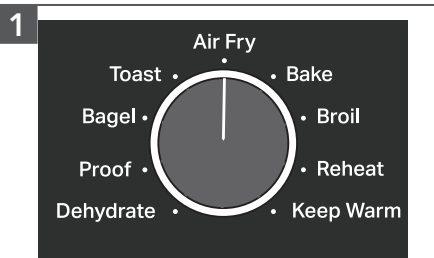 1
Air Fry
Toast
Bake
Bagel
Broil
Proof
Reheat
Dehydrate
Keep Warm